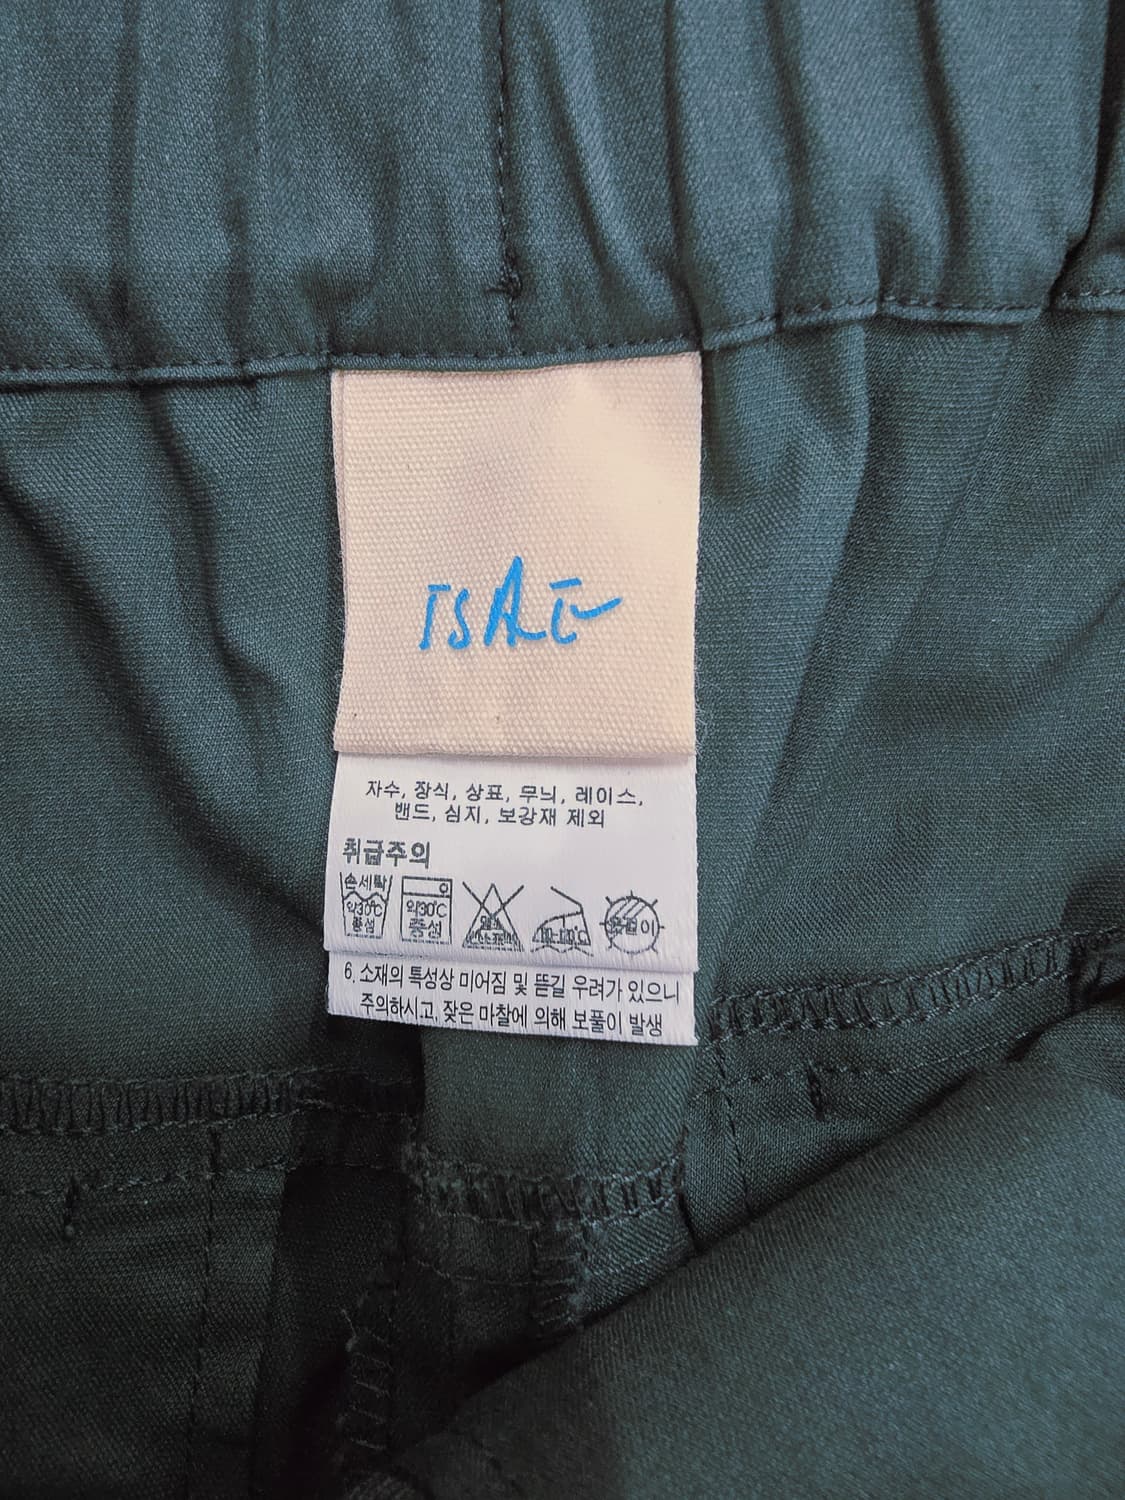 ISAE
자수, 장식, 상표, 무늬, 레이스,
밴드, 심지, 보강재 제외
취급주의
손세탁 약30℃ 중성
약30℃ 중성
6. 소재의 특성상 미어짐 및 뜯길 우려가 있으니
주의하시고, 잦은 마찰에 의해 보풀이 발생